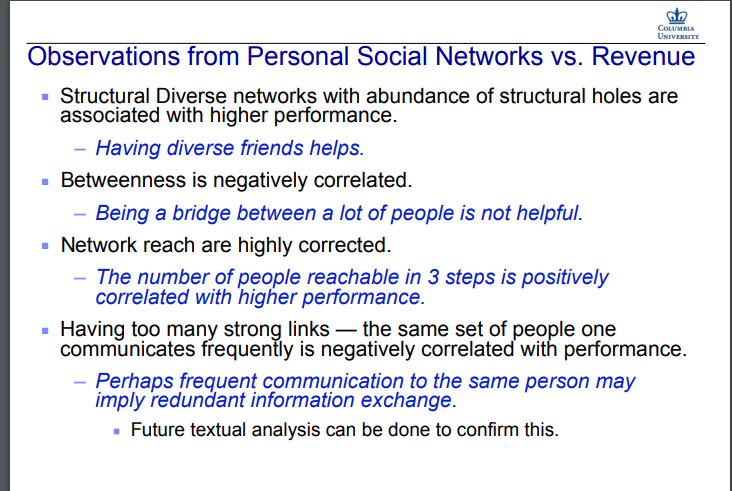 COLUMBIA
UNIVERSITY
Observations from Personal Social Networks vs. Revenue
▪ Structural Diverse networks with abundance of structural holes are
associated with higher performance.
– Having diverse friends helps.
▪ Betweenness is negatively correlated.
– Being a bridge between a lot of people is not helpful.
▪ Network reach are highly corrected.
– The number of people reachable in 3 steps is positively
correlated with higher performance.
▪ Having too many strong links — the same set of people one
communicates frequently is negatively correlated with performance.
– Perhaps frequent communication to the same person may
imply redundant information exchange.
▪ Future textual analysis can be done to confirm this.